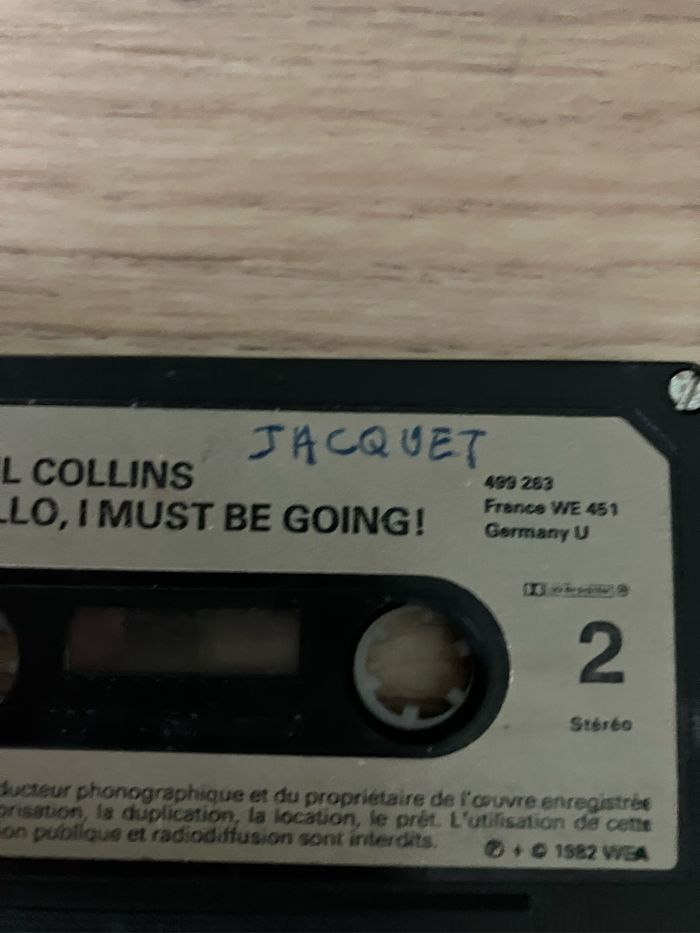 JACQUET
L COLLINS
LLO, I MUST BE GOING!
499 263
France WE 451
Germany U
2
Stéréo
ducteur phonographique et du propriétaire de l'œuvre enregistrée
orisation, la duplication, la location, le prêt. L'utilisation de cette
ion publique et radiodiffusion sont interdits.
℗ + © 1982 WEA